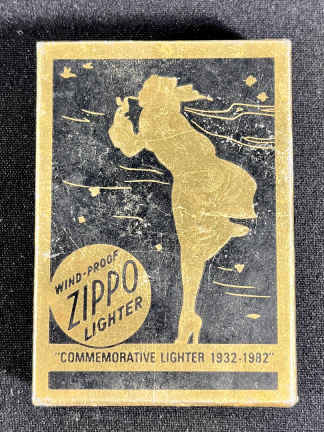 WIND-PROOF
ZIPPO
LIGHTER
"COMMEMORATIVE LIGHTER 1932-1982"